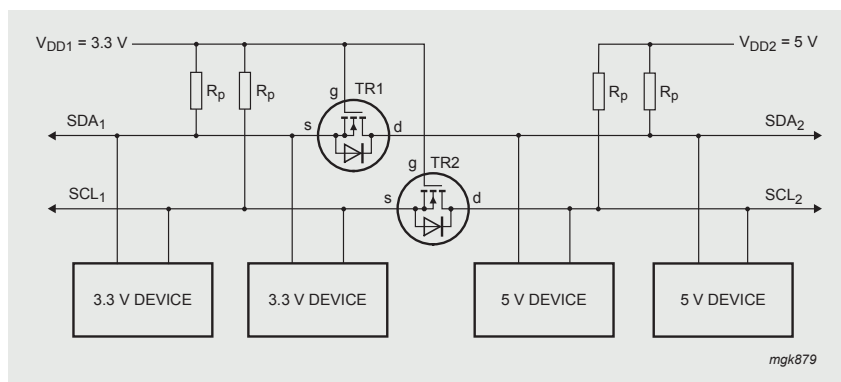 VDD1 = 3.3 V
VDD2 = 5 V
Rp
Rp
g
TR1
Rp
Rp
SDA1
s
d
SDA2
g
TR2
SCL1
s
d
SCL2
3.3 V DEVICE
3.3 V DEVICE
5 V DEVICE
5 V DEVICE
mgk879